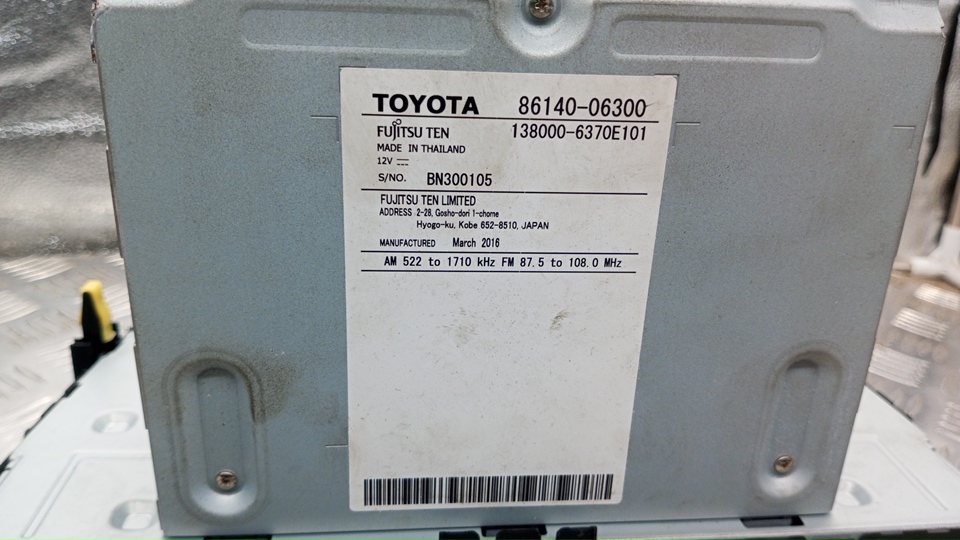 TOYOTA 86140-06300
FUJITSU TEN 138000-6370E101
MADE IN THAILAND
12V ⎓
S/NO. BN300105
FUJITSU TEN LIMITED
ADDRESS 2-28, Gosho-dori 1-chome
Hyogo-ku, Kobe 652-8510, JAPAN
MANUFACTURED March 2016
AM 522 to 1710 kHz FM 87.5 to 108.0 MHz